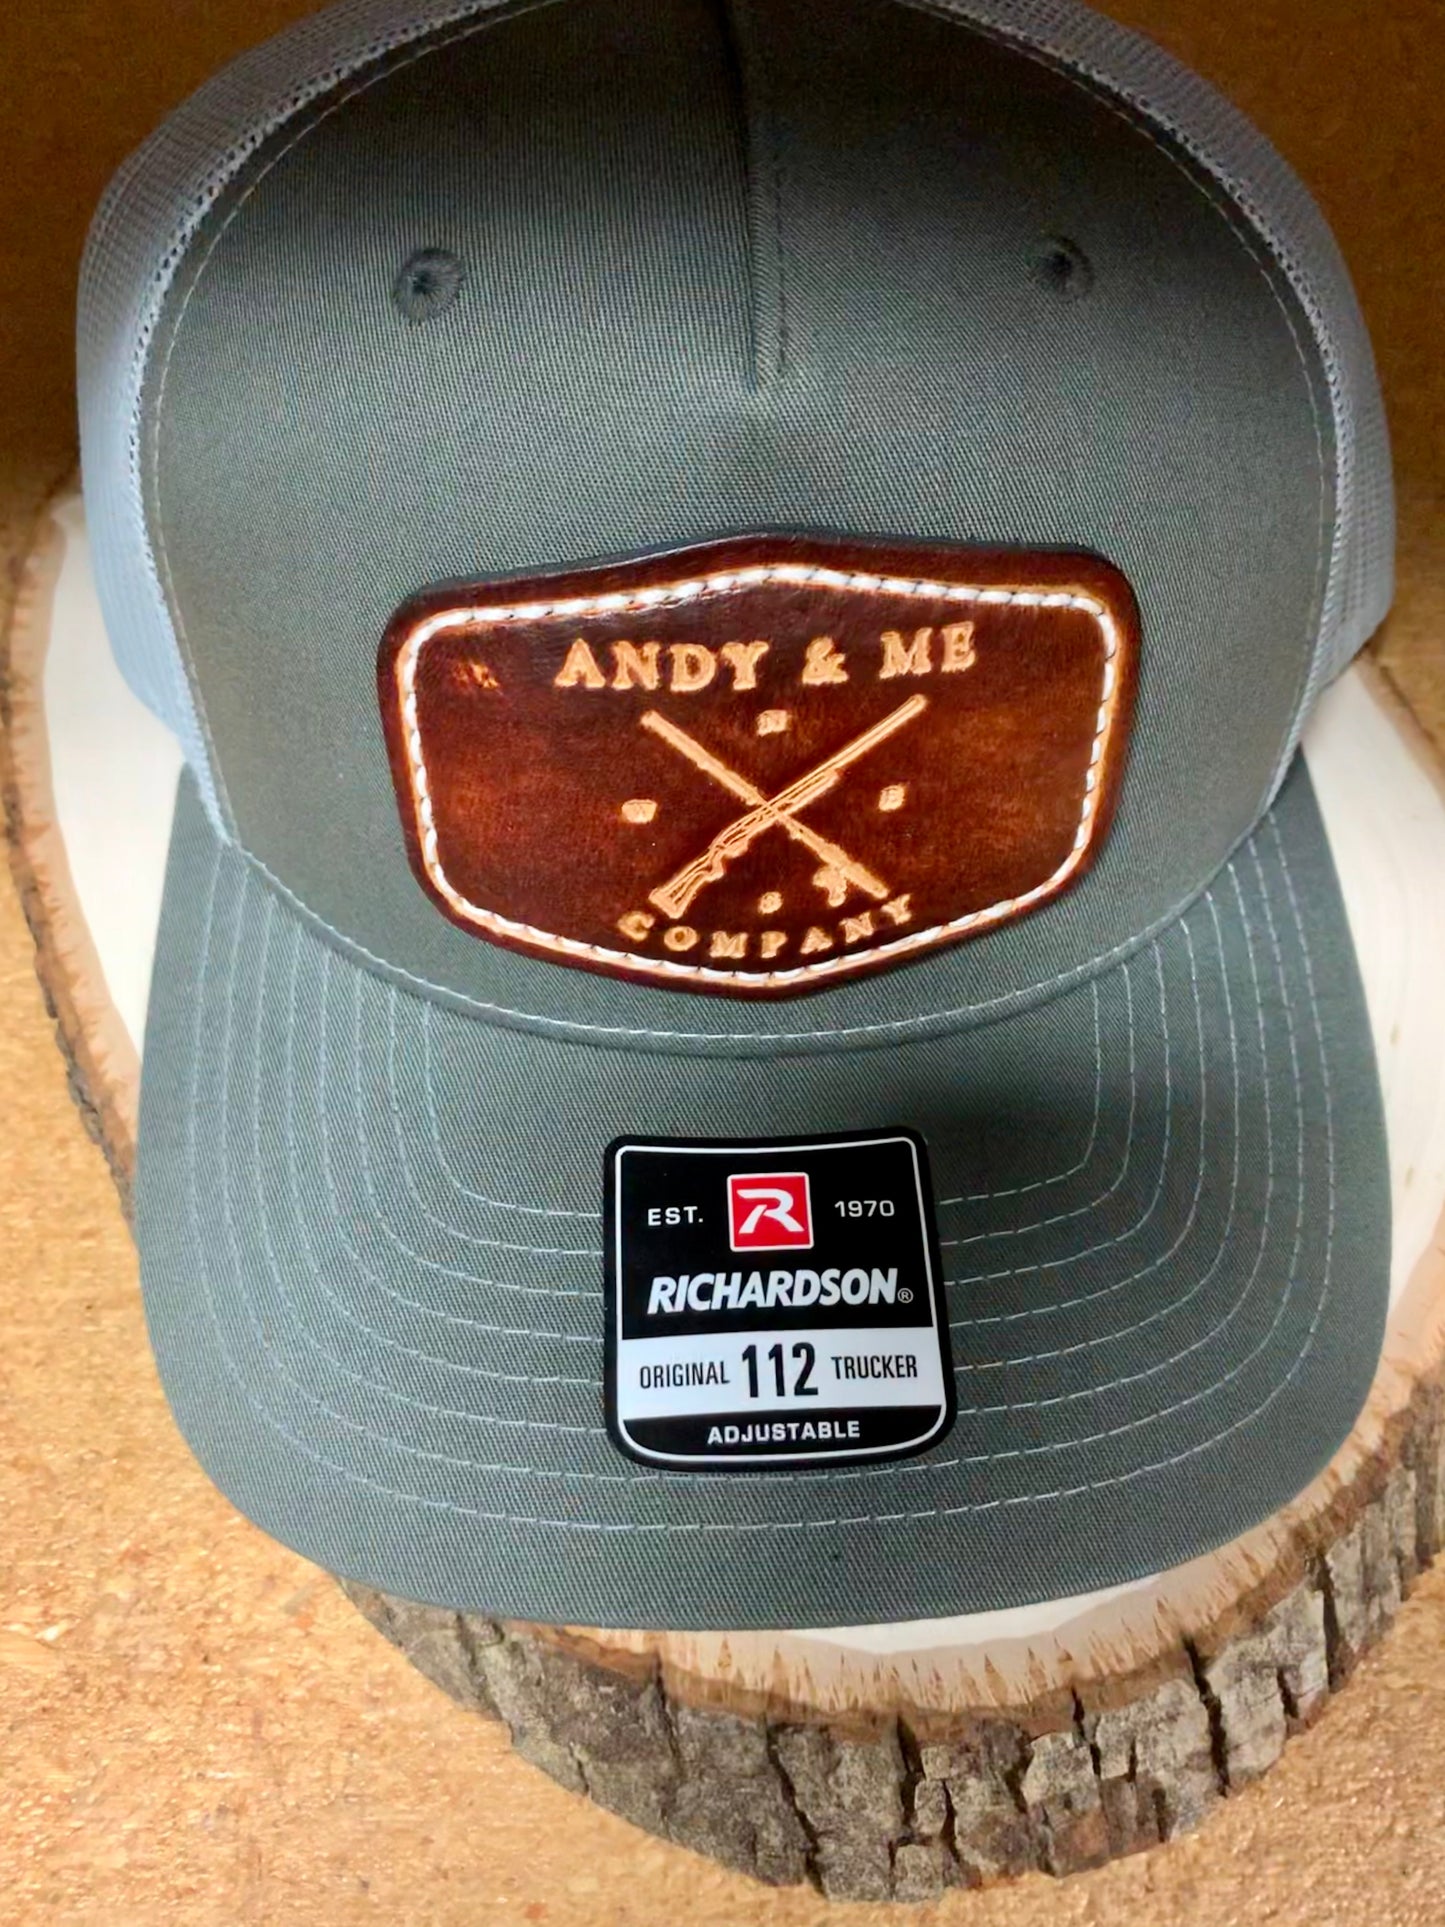 ANDY & ME
N
W E
S
COMPANY
EST. R 1970
RICHARDSON®
ORIGINAL 112 TRUCKER
ADJUSTABLE